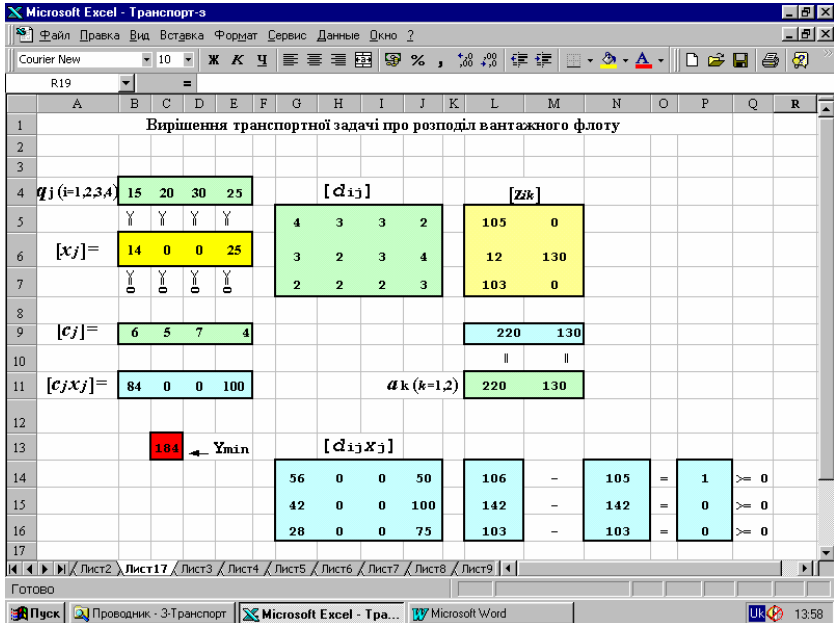 Microsoft Excel - Транспорт-з
Файл Правка Вид Вставка Формат Сервис Данные Окно ?
Courier New 10 Ж К Ч % , ,00
R19 =
A B C D E F G H I J K L M N O P Q R
1 Вирішення транспортної задачі про розподіл вантажного флоту
2
3
4 qj (i=1,2,3,4) 15 20 30 25 [dij] [Zik]
5 4 3 3 2 105 0
6 [xj]= 14 0 0 25 3 2 3 4 12 130
7 2 2 2 3 103 0
8
9 [cj]= 6 5 7 4 220 130
10 || ||
11 [cjxj]= 84 0 0 100 ak (k=1,2) 220 130
12
13 184 Ymin [dijxj]
14 56 0 0 50 106 - 105 = 1 >= 0
15 42 0 0 100 142 - 142 = 0 >= 0
16 28 0 0 75 103 - 103 = 0 >= 0
17
Лист2 Лист17 Лист3 Лист4 Лист5 Лист6 Лист7 Лист8 Лист9
Готово
Пуск Проводник - 3-Транспорт Microsoft Excel - Тра... Microsoft Word Uk 13:58